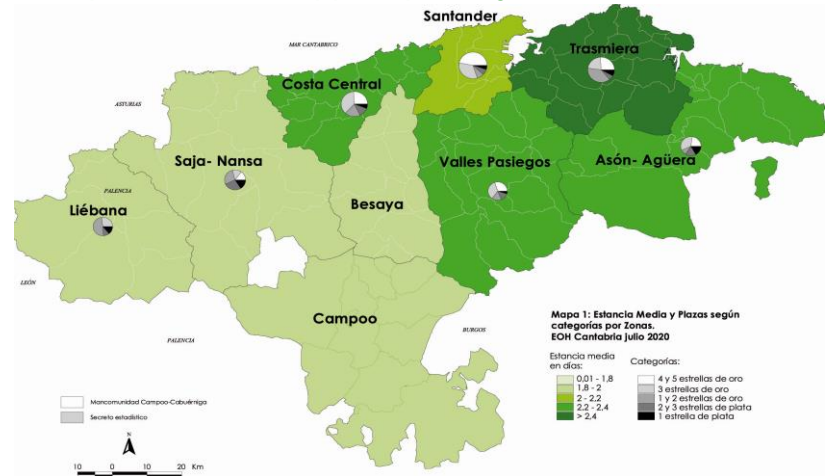 Santander
MAR CANTABRICO
Trasmiera
Costa Central
ASTURIAS
Saja- Nansa
Valles Pasiegos
Asón- Agüera
PALENCIA
Liébana
Besaya
LEÓN
Campoo
PALENCIA
BURGOS
Mapa 1: Estancia Media y Plazas según
categorías por Zonas.
EOH Cantabria julio 2020
Estancia media
en días:
0,01 - 1,8
1,8 - 2
2 - 2,2
2,2 - 2,4
> 2,4
Categorías:
4 y 5 estrellas de oro
3 estrellas de oro
1 y 2 estrellas de oro
2 y 3 estrellas de plata
1 estrella de plata
Mancomunidad Campoo-Cabuérniga
Secreto estadístico
N
10 0 10 20 Km